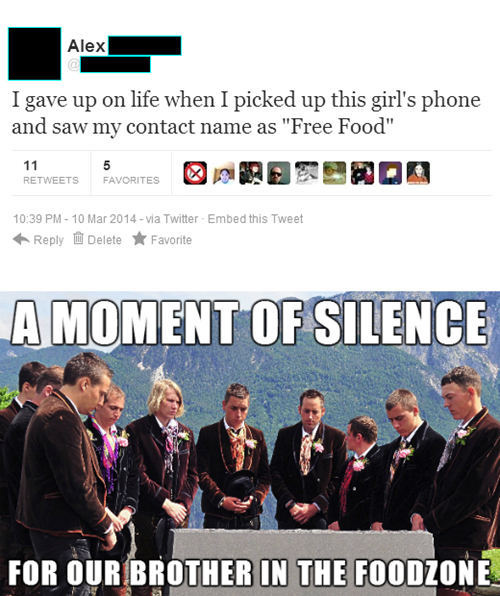 Alex
@
I gave up on life when I picked up this girl's phone
and saw my contact name as "Free Food"
11
RETWEETS
5
FAVORITES
10:39 PM - 10 Mar 2014 - via Twitter · Embed this Tweet
Reply Delete Favorite
A MOMENT OF SILENCE
FOR OUR BROTHER IN THE FOODZONE